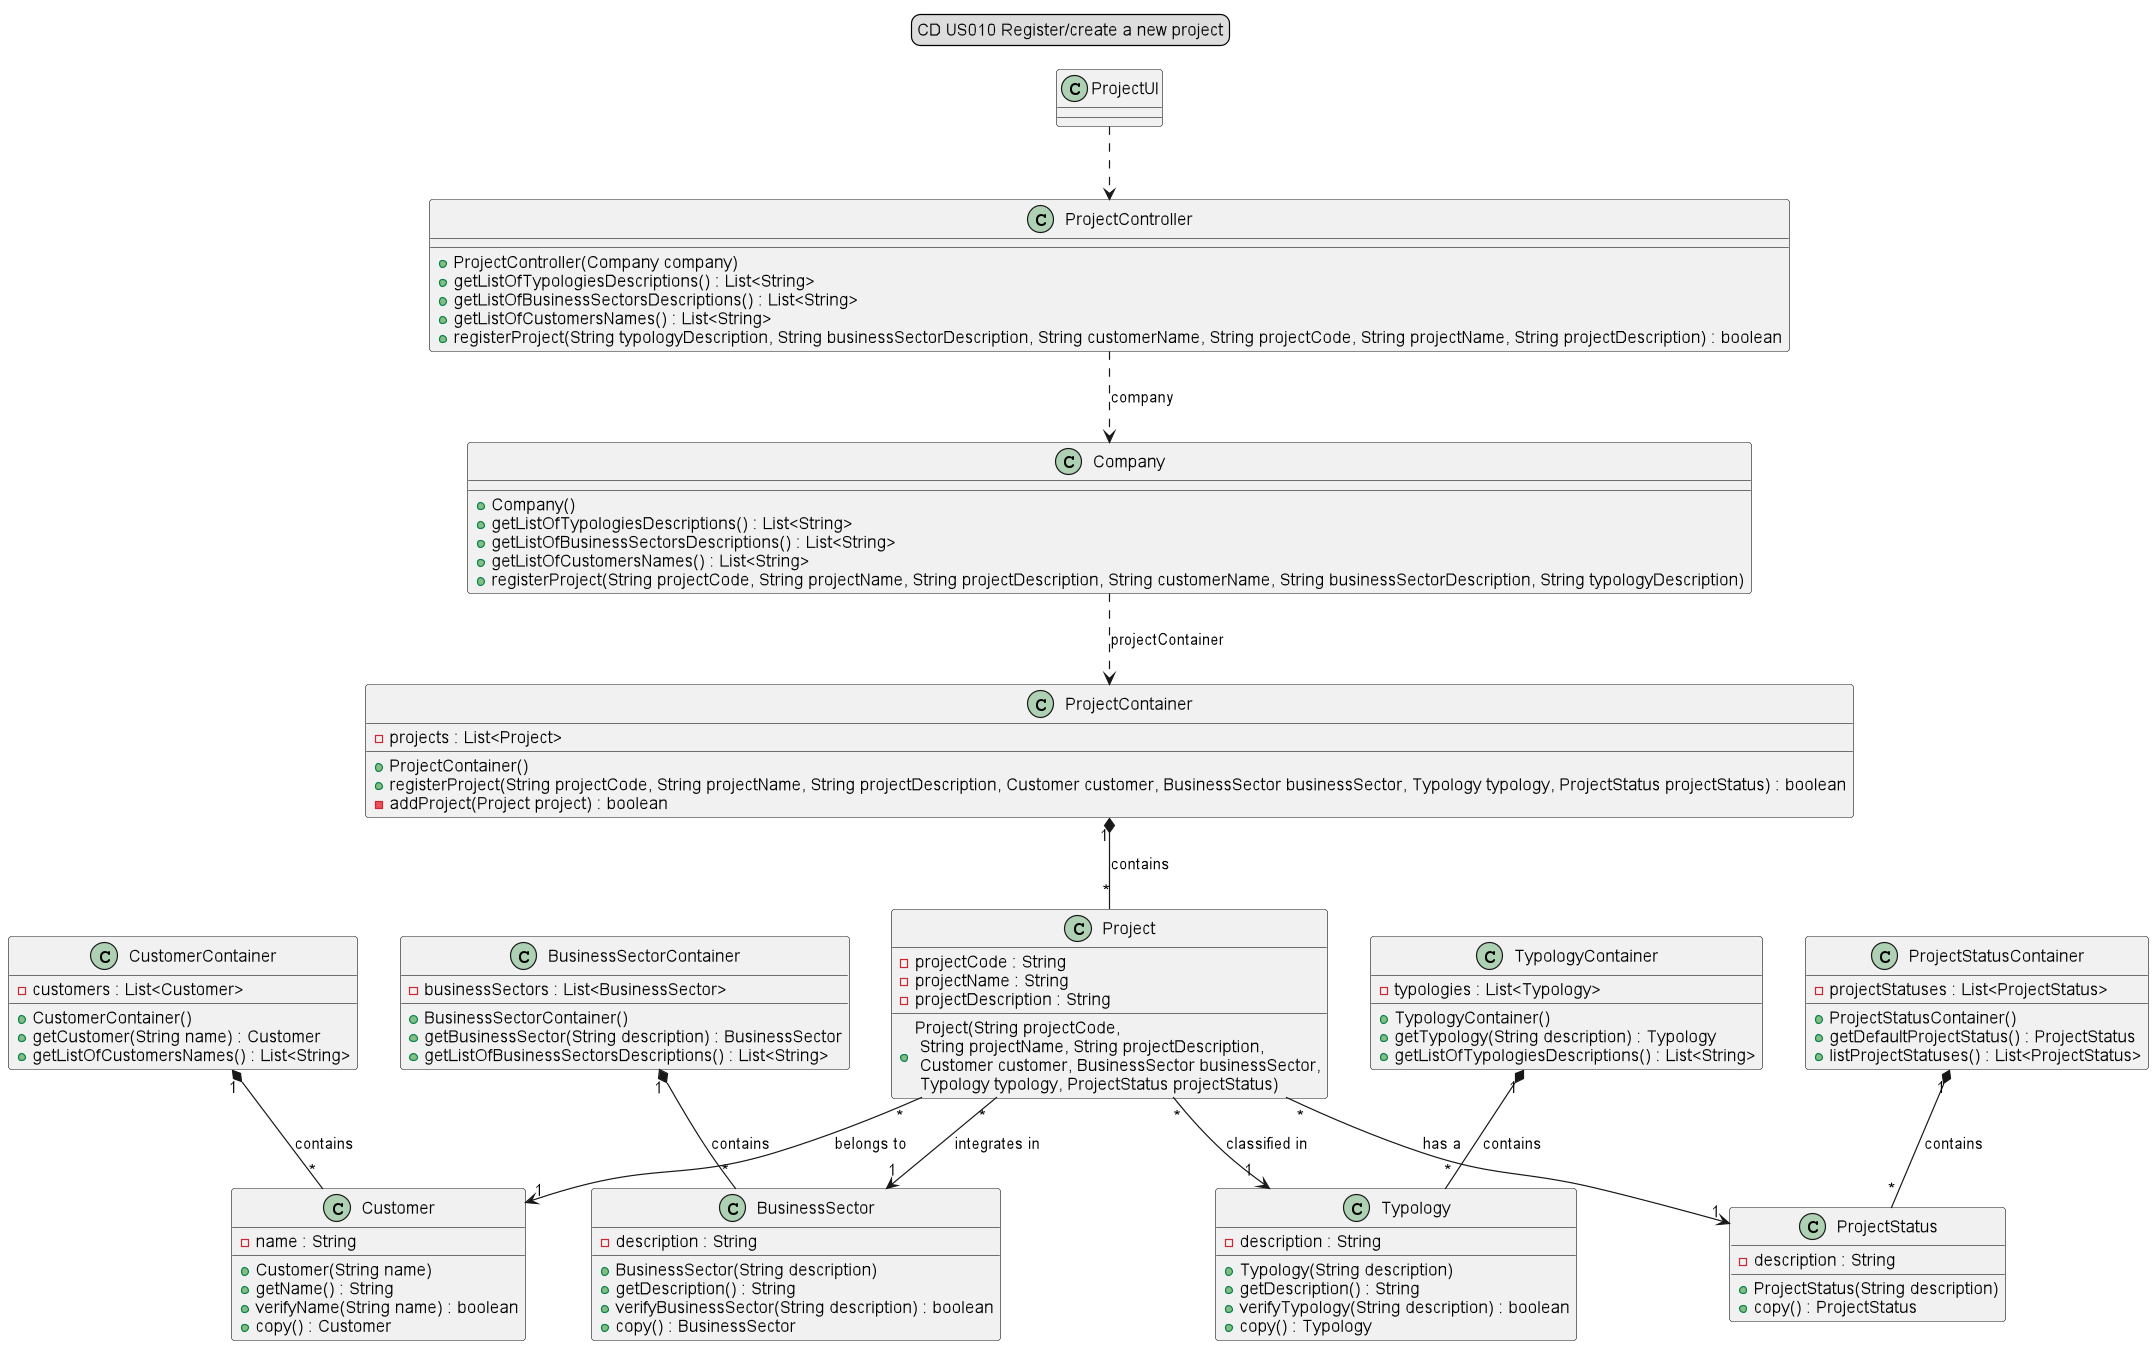 CD US010 Register/create a new project
C ProjectUI
C ProjectController
ProjectController(Company company)
getListOfTypologiesDescriptions() : List<String>
getListOfBusinessSectorsDescriptions() : List<String>
getListOfCustomersNames() : List<String>
registerProject(String typologyDescription, String businessSectorDescription, String customerName, String projectCode, String projectName, String projectDescription) : boolean
company
C Company
Company()
getListOfTypologiesDescriptions() : List<String>
getListOfBusinessSectorsDescriptions() : List<String>
getListOfCustomersNames() : List<String>
registerProject(String projectCode, String projectName, String projectDescription, String customerName, String businessSectorDescription, String typologyDescription)
projectContainer
C ProjectContainer
projects : List<Project>
ProjectContainer()
registerProject(String projectCode, String projectName, String projectDescription, Customer customer, BusinessSector businessSector, Typology typology, ProjectStatus projectStatus) : boolean
addProject(Project project) : boolean
1
contains
*
C CustomerContainer
customers : List<Customer>
CustomerContainer()
getCustomer(String name) : Customer
getListOfCustomersNames() : List<String>
C BusinessSectorContainer
businessSectors : List<BusinessSector>
BusinessSectorContainer()
getBusinessSector(String description) : BusinessSector
getListOfBusinessSectorsDescriptions() : List<String>
C Project
projectCode : String
projectName : String
projectDescription : String
Project(String projectCode,
String projectName, String projectDescription,
Customer customer, BusinessSector businessSector,
Typology typology, ProjectStatus projectStatus)
C TypologyContainer
typologies : List<Typology>
TypologyContainer()
getTypology(String description) : Typology
getListOfTypologiesDescriptions() : List<String>
C ProjectStatusContainer
projectStatuses : List<ProjectStatus>
ProjectStatusContainer()
getDefaultProjectStatus() : ProjectStatus
listProjectStatuses() : List<ProjectStatus>
1 1 * * * * 1 1
contains contains belongs to integrates in classified in has a contains contains
* 1 * 1 1 * 1 *
C Customer
name : String
Customer(String name)
getName() : String
verifyName(String name) : boolean
copy() : Customer
C BusinessSector
description : String
BusinessSector(String description)
getDescription() : String
verifyBusinessSector(String description) : boolean
copy() : BusinessSector
C Typology
description : String
Typology(String description)
getDescription() : String
verifyTypology(String description) : boolean
copy() : Typology
C ProjectStatus
description : String
ProjectStatus(String description)
copy() : ProjectStatus